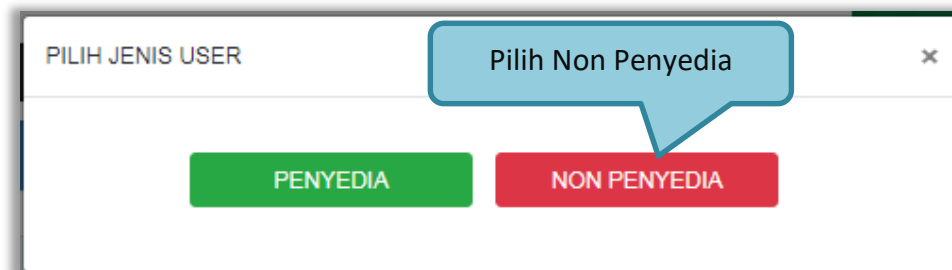 PILIH JENIS USER
Pilih Non Penyedia
×
PENYEDIA
NON PENYEDIA